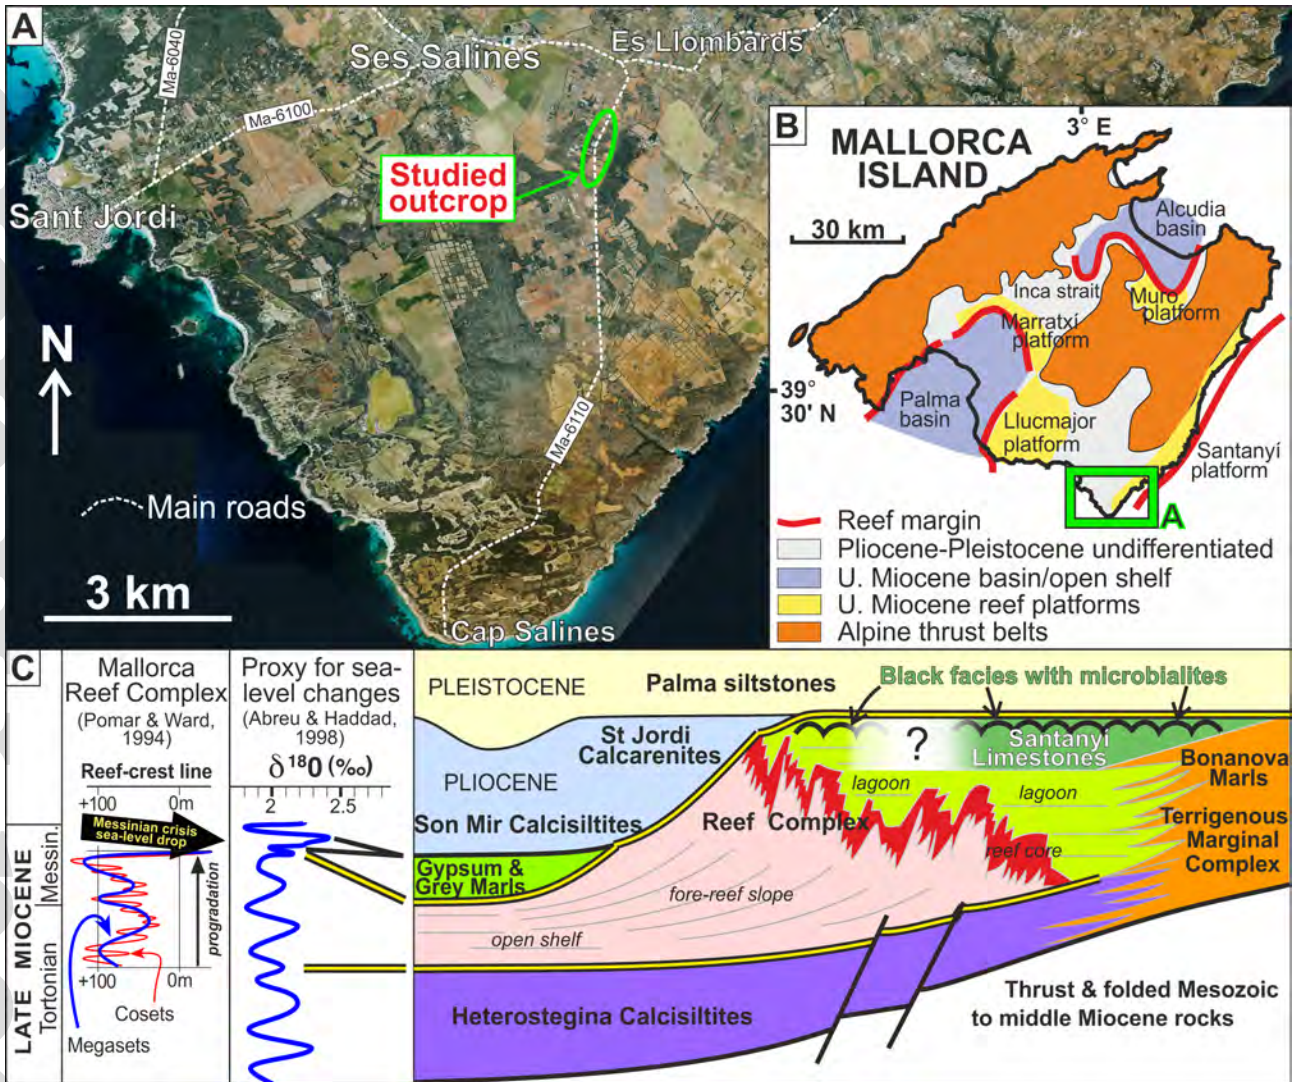 A
Ma-6040
Ses Salines
Es Llombards
Ma-6100
Studied
outcrop
Sant Jordi
N
Ma-6110
Main roads
3 km
Cap Salines
B
3° E
MALLORCA
ISLAND
30 km
Alcudia
basin
Inca strait
Muro
platform
Marratxi
platform
39°
30' N
Palma
basin
Llucmajor
platform
Santanyí
platform
A
Reef margin
Pliocene-Pleistocene undifferentiated
U. Miocene basin/open shelf
U. Miocene reef platforms
Alpine thrust belts
C
Mallorca
Reef Complex
(Pomar & Ward,
1994)
Reef-crest line
+100 0m
Messinian crisis
sea-level drop
progradation
+100 0m
Cosets
Megasets
LATE MIOCENE
Tortonian
Messin.
Proxy for sea-
level changes
(Abreu & Haddad,
1998)
δ18O (‰)
2 2.5
PLEISTOCENE
Palma siltstones
Black facies with microbialites
St Jordi
Calcarenites
?
Santanyi
Limestones
PLIOCENE
Bonanova
Marls
lagoon
lagoon
Son Mir Calcisiltites
Reef Complex
Terrigenous
Marginal
Complex
reef core
Gypsum &
Grey Marls
fore-reef slope
open shelf
Heterostegina Calcisiltites
Thrust & folded Mesozoic
to middle Miocene rocks